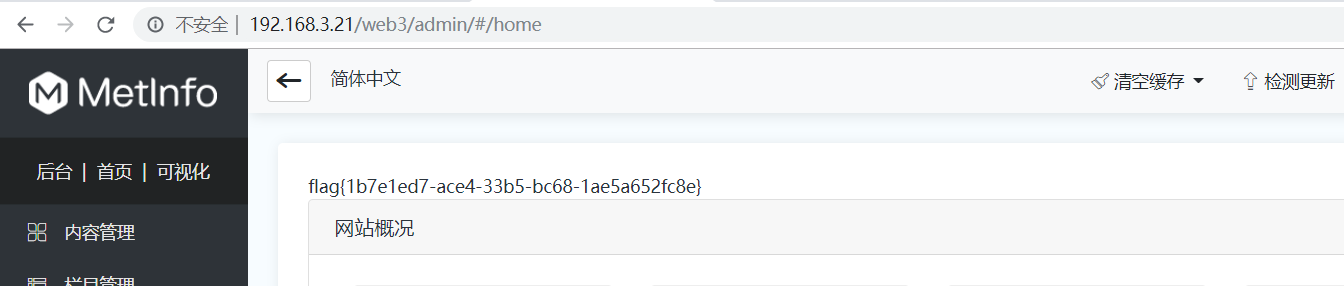 不安全 | 192.168.3.21/web3/admin/#/home
MetInfo
简体中文
清空缓存
检测更新
后台 | 首页 | 可视化
flag{1b7e1ed7-ace4-33b5-bc68-1ae5a652fc8e}
网站概况
内容管理
栏目管理